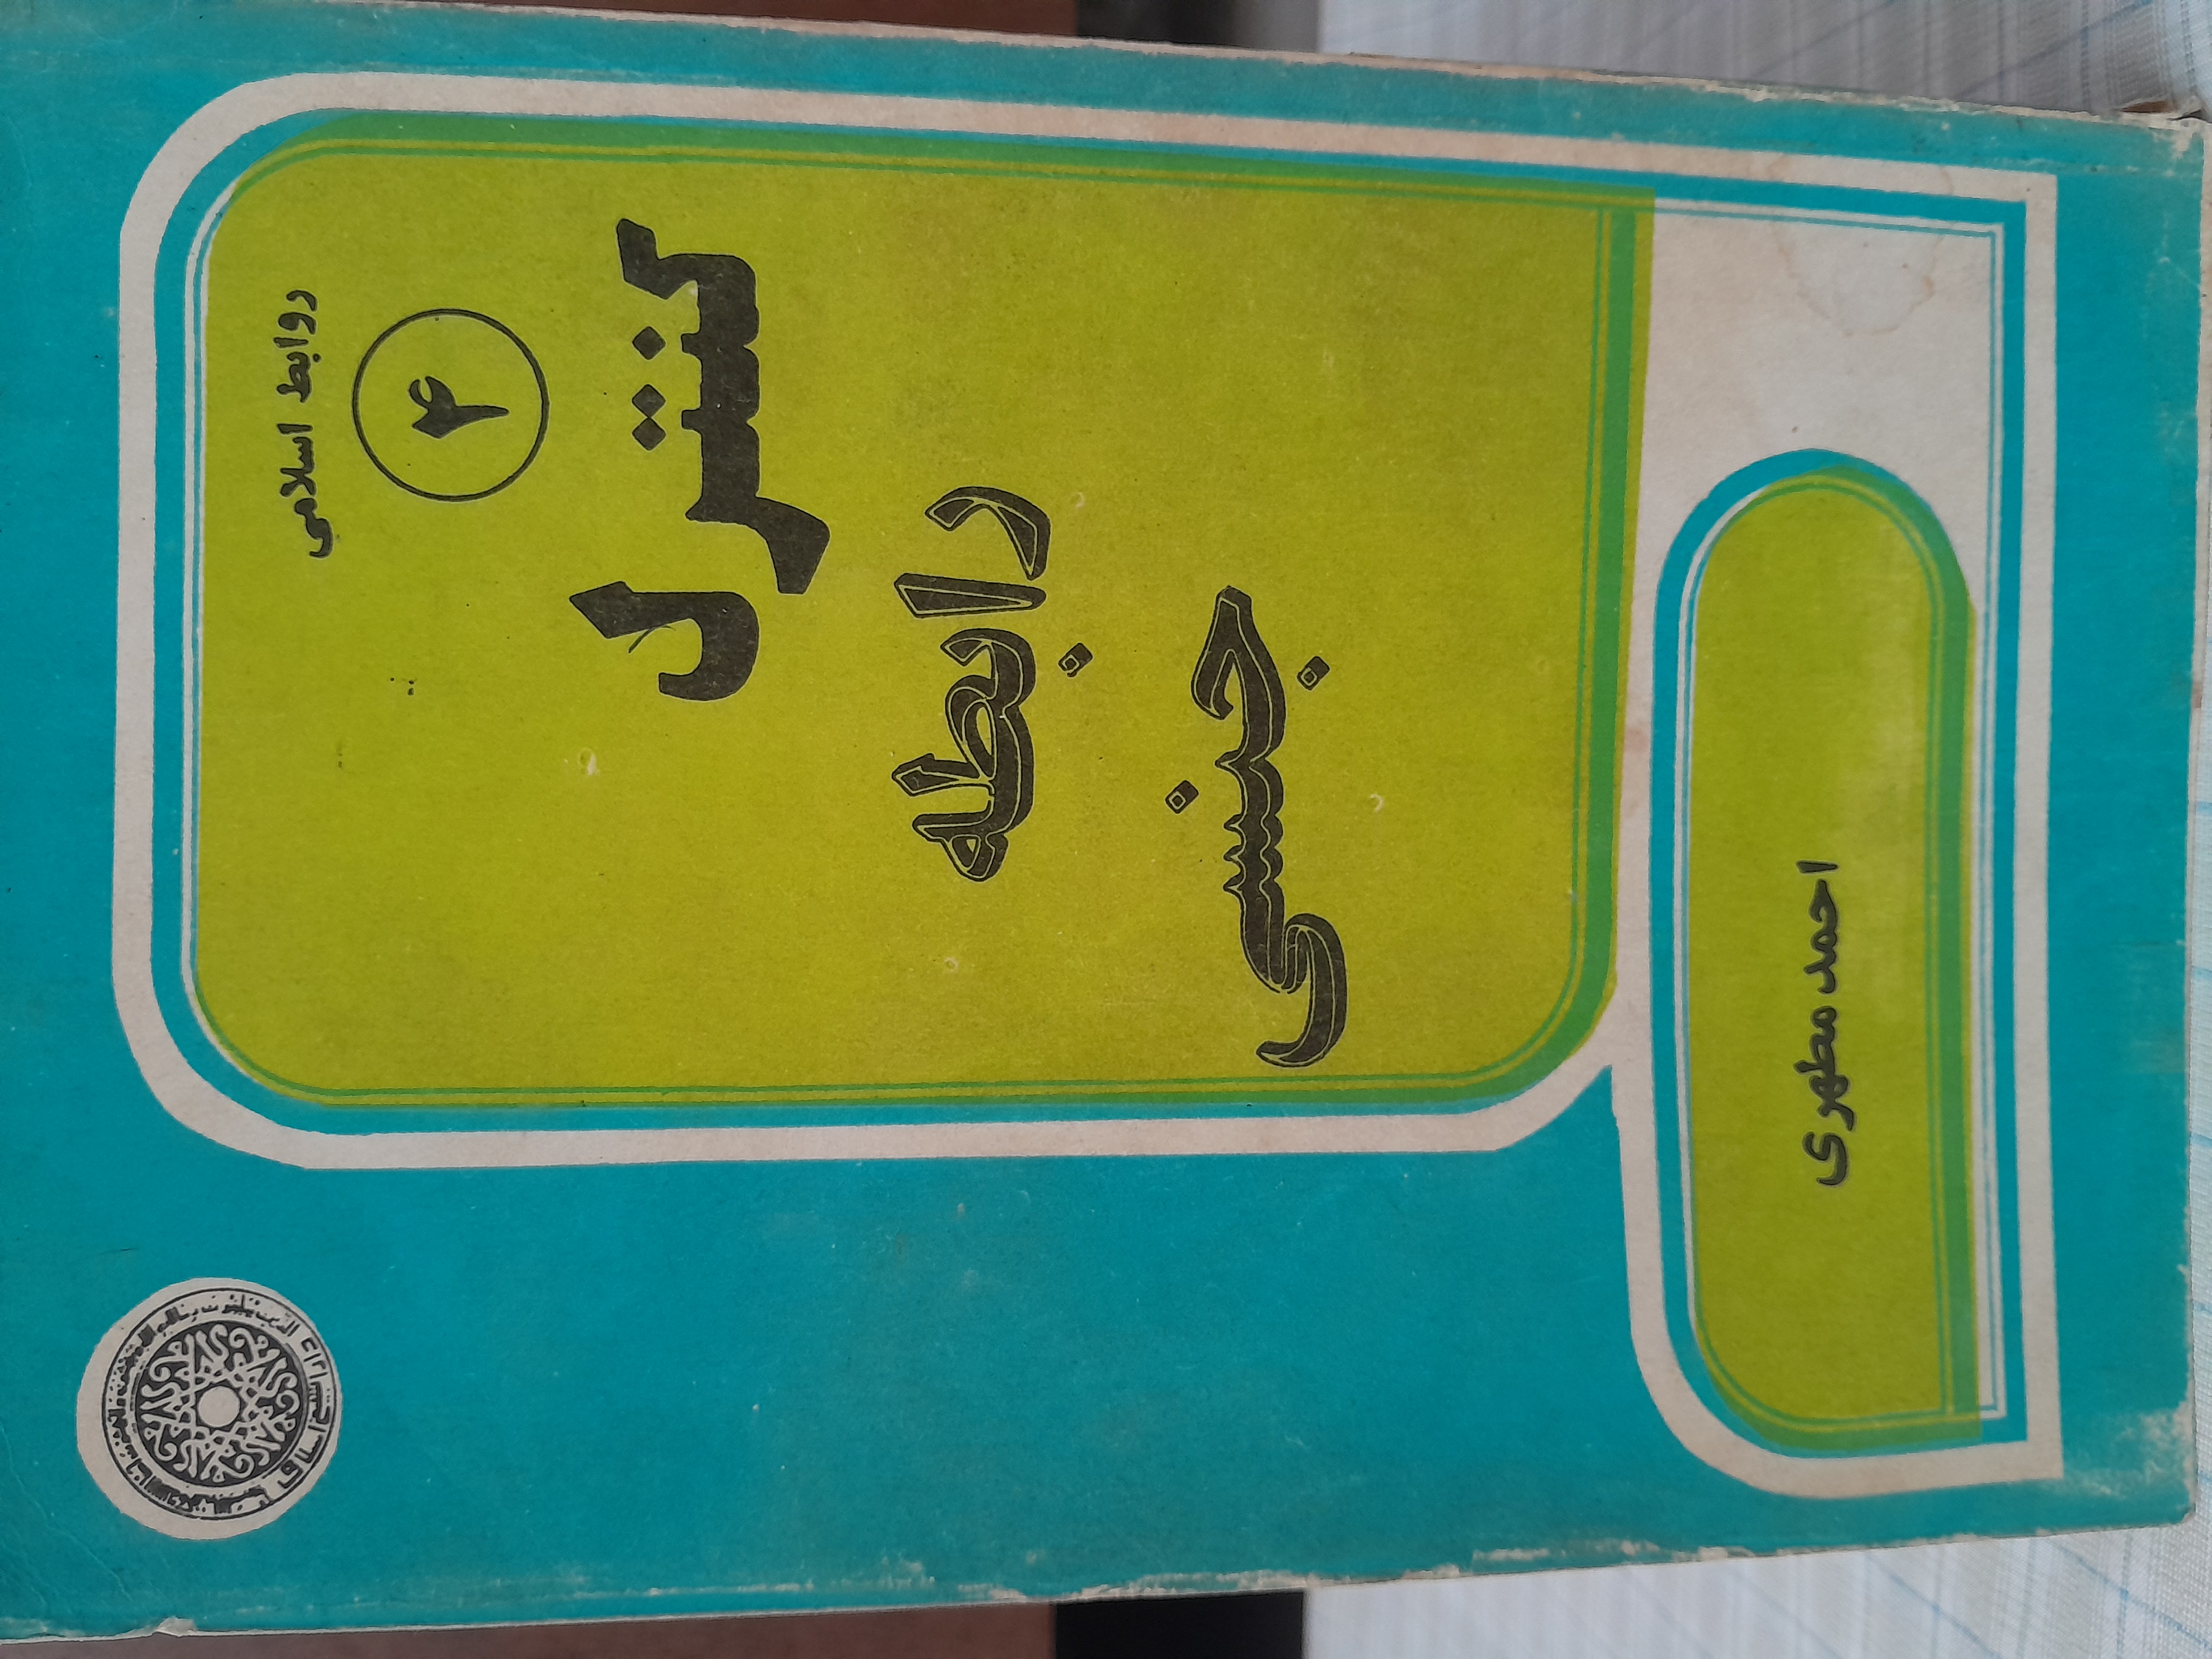 روابط اسلامی
۴
کنترل
رابطه
جنسی
احمد مطهری